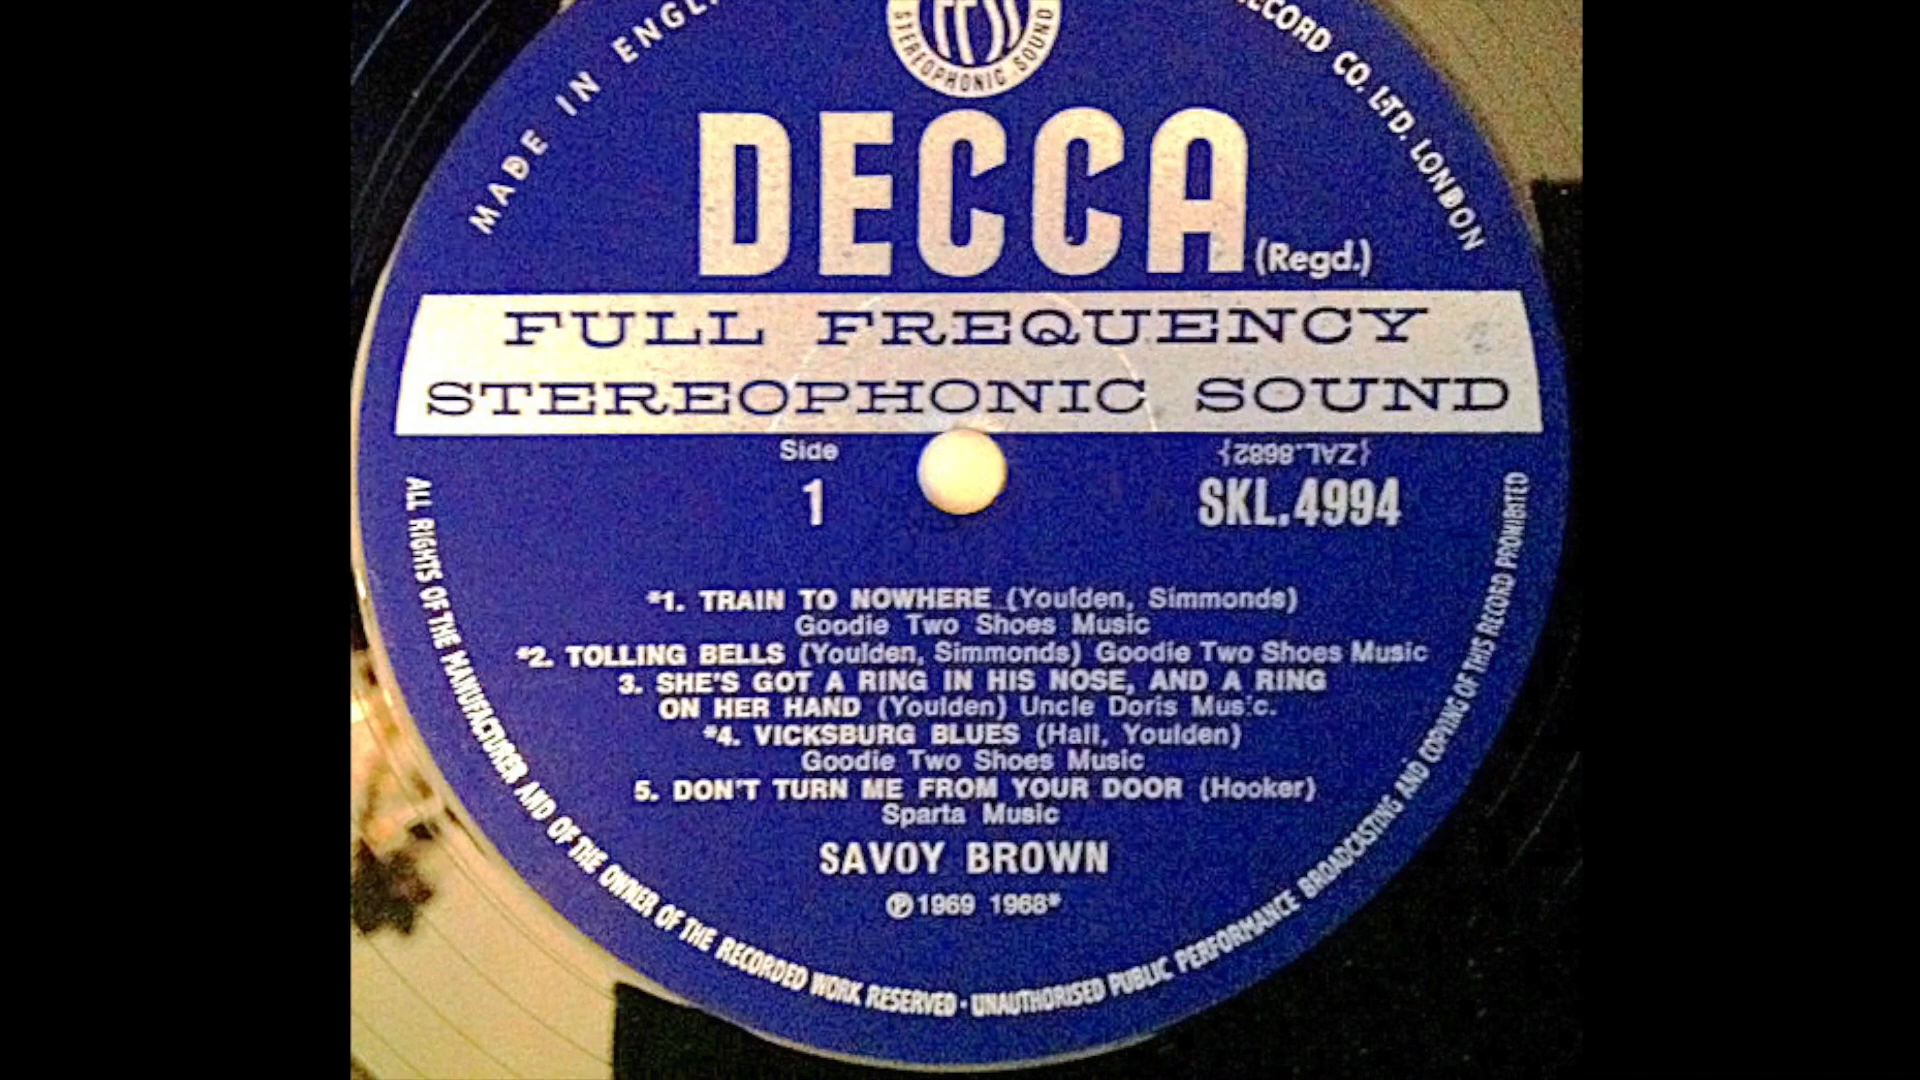 FFSS
STEREOPHONIC SOUND
MADE IN ENGL
RECORD CO. LTD. LONDON
DECCA
(Regd.)
FULL FREQUENCY
STEREOPHONIC SOUND
Side
1
{ZAL.8682}
SKL.4994
*1. TRAIN TO NOWHERE (Youlden, Simmonds)
Goodie Two Shoes Music
*2. TOLLING BELLS (Youlden, Simmonds) Goodie Two Shoes Music
3. SHE'S GOT A RING IN HIS NOSE, AND A RING
ON HER HAND (Youlden) Uncle Doris Music.
*4. VICKSBURG BLUES (Hall, Youlden)
Goodie Two Shoes Music
5. DON'T TURN ME FROM YOUR DOOR (Hooker)
Sparta Music
SAVOY BROWN
℗1969 1968*
ALL RIGHTS OF THE MANUFACTURER AND OF THE OWNER OF THE RECORDED WORK RESERVED · UNAUTHORISED PUBLIC PERFORMANCE BROADCASTING AND COPYING OF THIS RECORD PROHIBITED